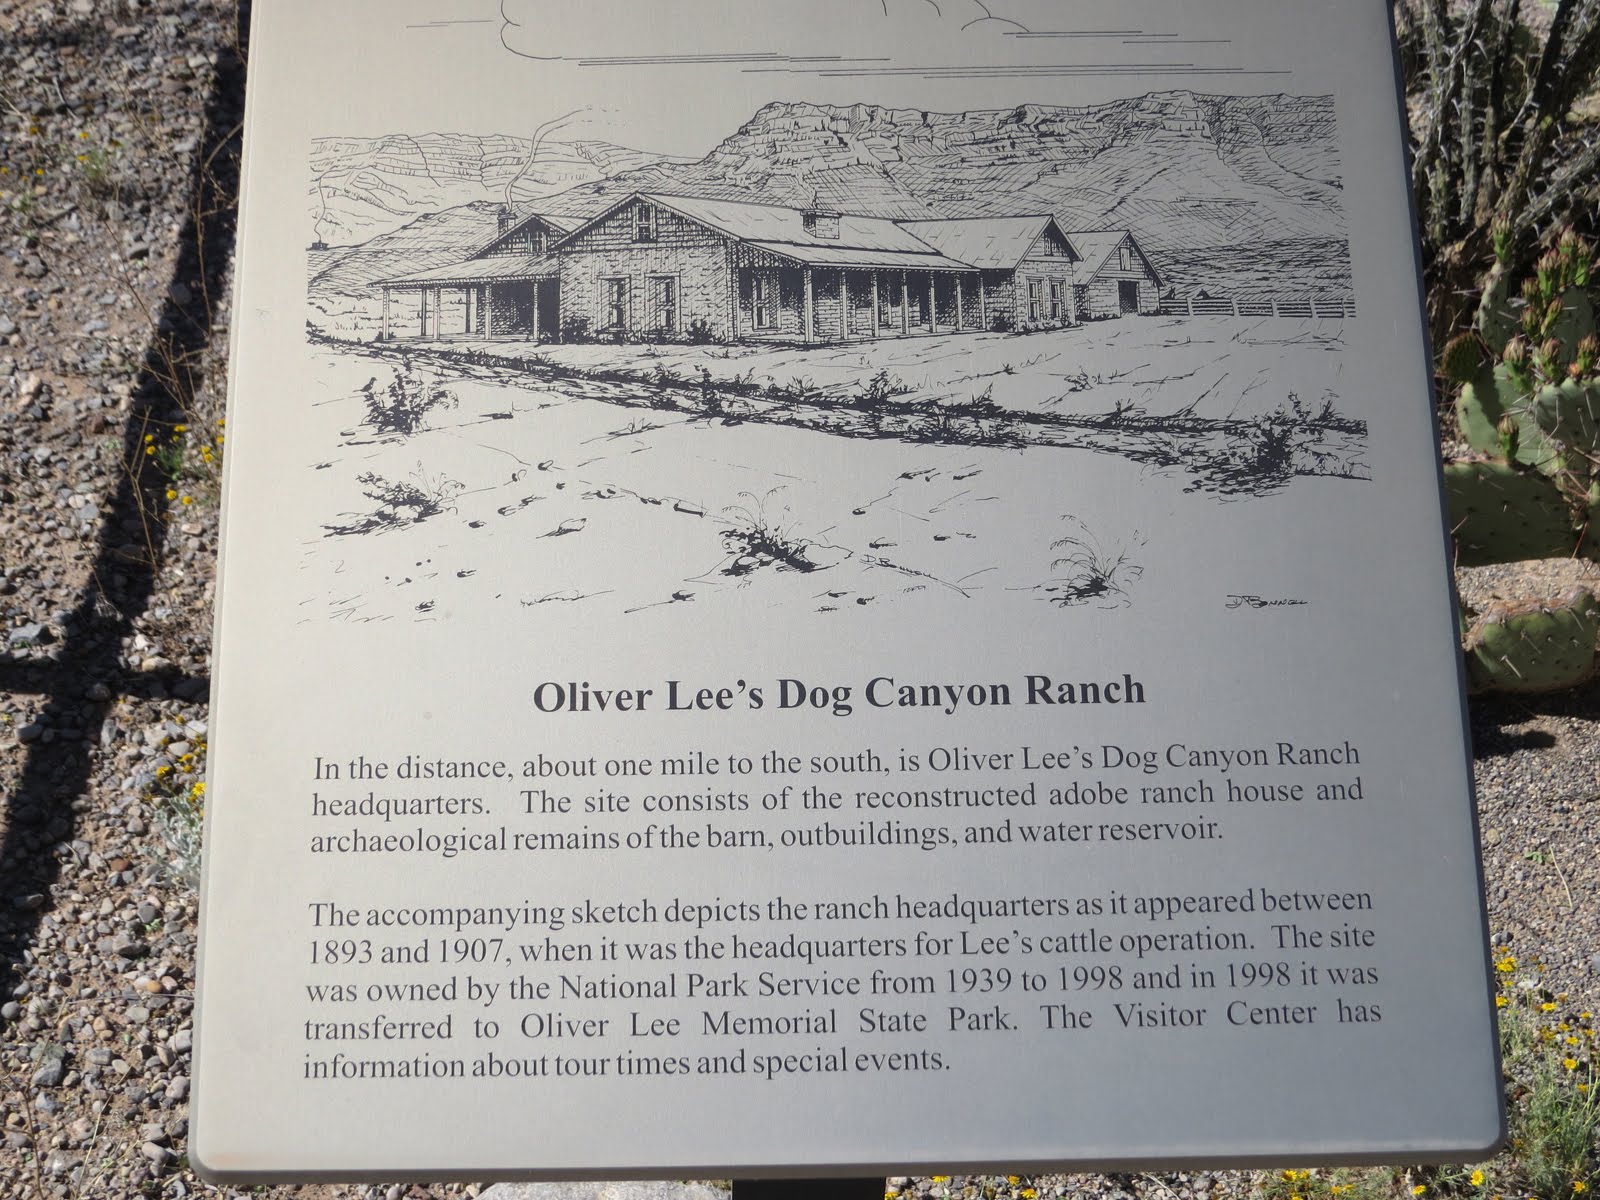 Oliver Lee's Dog Canyon Ranch
In the distance, about one mile to the south, is Oliver Lee's Dog Canyon Ranch
headquarters. The site consists of the reconstructed adobe ranch house and
archaeological remains of the barn, outbuildings, and water reservoir.
The accompanying sketch depicts the ranch headquarters as it appeared between
1893 and 1907, when it was the headquarters for Lee's cattle operation. The site
was owned by the National Park Service from 1939 to 1998 and in 1998 it was
transferred to Oliver Lee Memorial State Park. The Visitor Center has
information about tour times and special events.